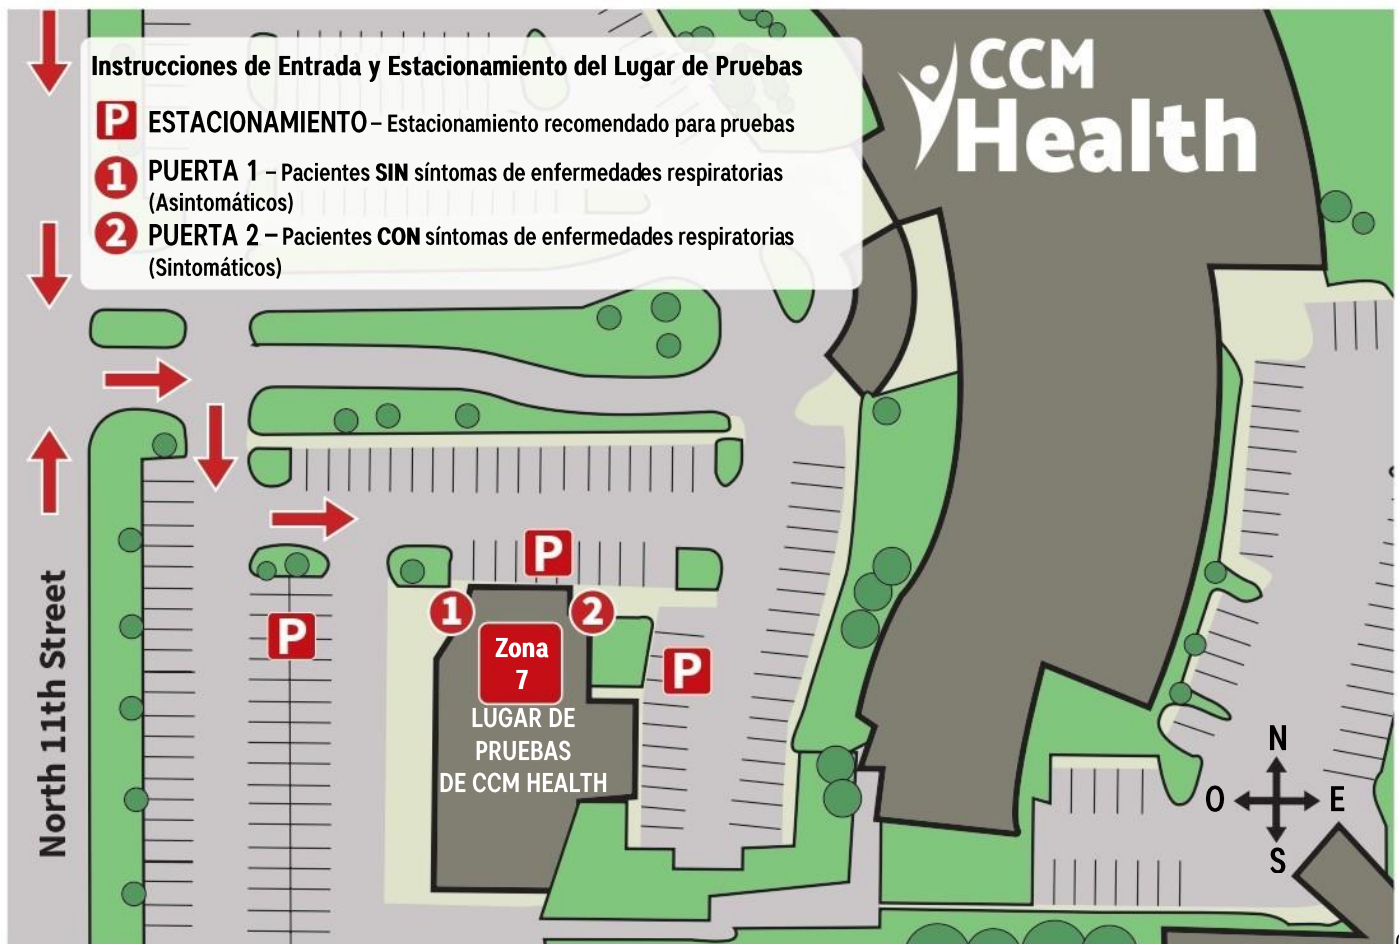 Instrucciones de Entrada y Estacionamiento del Lugar de Pruebas
P ESTACIONAMIENTO – Estacionamiento recomendado para pruebas
1 PUERTA 1 – Pacientes SIN síntomas de enfermedades respiratorias
(Asintomáticos)
2 PUERTA 2 – Pacientes CON síntomas de enfermedades respiratorias
(Sintomáticos)
CCM
Health
P
1
2
P
Zona
7
P
LUGAR DE
PRUEBAS
DE CCM HEALTH
North 11th Street
N
O
E
S